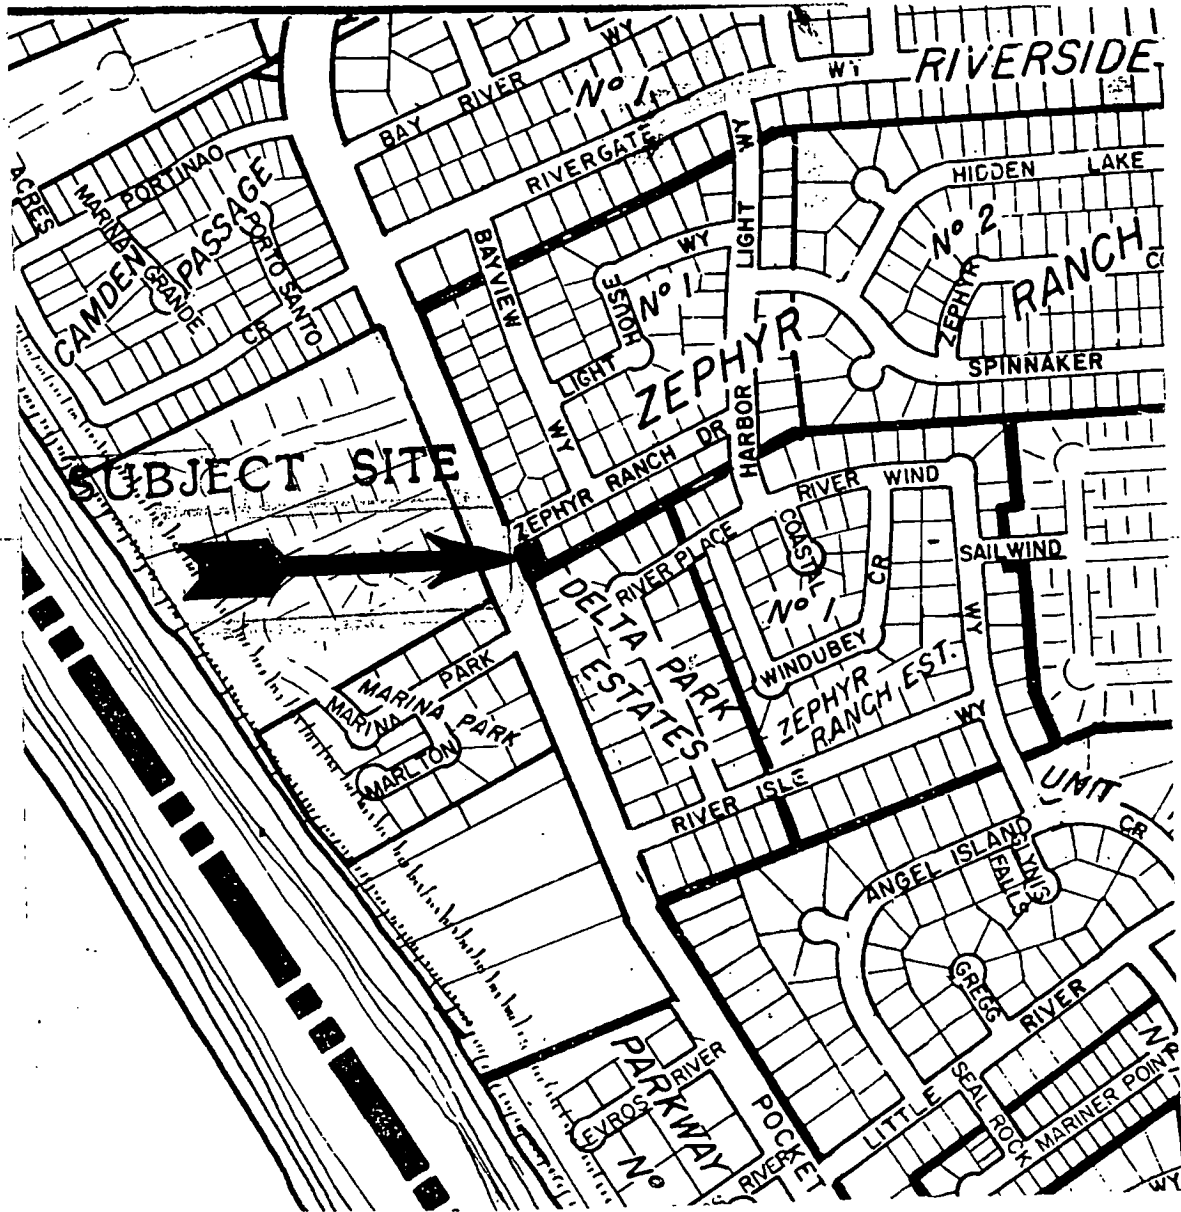 RIVERSIDE
WY
WY
Nº 1
BAY RIVER
RIVERGATE
PORTINAO
ACRES
MARINA GRANDE
CAMDEN PASSAGE
PORTO SANTO
CR
BAYVIEW
WY
LIGHT HOUSE
WY
Nº 1
ZEPHYR
HARBOR LIGHT WY
HIDDEN LAKE
Nº 2
RANCH
ZEPHYR
SPINNAKER
SUBJECT SITE
ZEPHYR RANCH DR
RIVER PLACE
DELTA PARK
ESTATES
RIVER WIND
COASTAL
CR
Nº 1
WINDUBEY
SAILWIND
WY
ZEPHYR
RANCH EST.
PARK
MARINA PARK
MARINA
MARLTON
RIVER ISLE
WY
UNIT
CR
ANGEL ISLAND
GLYNIS
FALLS
GREGG
RIVER
LITTLE
SEAL ROCK
MARINER POINT
WY
PARKWAY
Nº
EVROS
RIVER
POCKET
RIVER